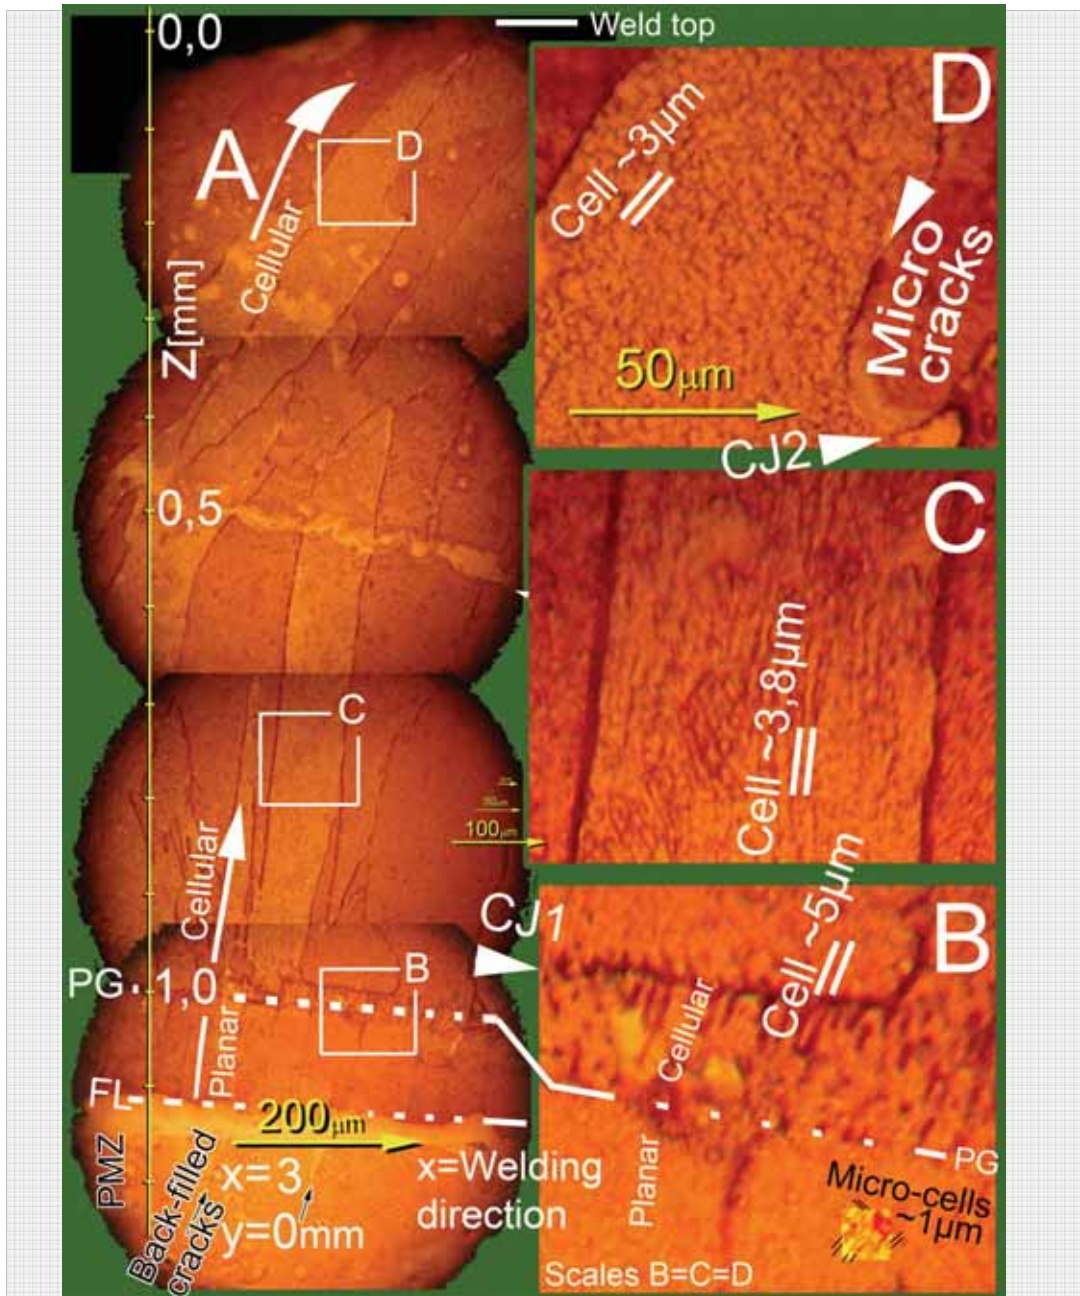 0,0
Weld top
A
D
Cellular
Z[mm]
D
Cell ~3µm
Micro
cracks
50µm
CJ2
0,5
C
Cell ~3,8µm
C
Cellular
100µm
CJ1
B
Cell ~5µm
Cellular
Planar
PG
Micro-cells
~1µm
Scales B=C=D
PG
1,0
B
Planar
FL
200µm
PMZ
Back-filled
cracks
x=3
y=0mm
x=Welding
direction